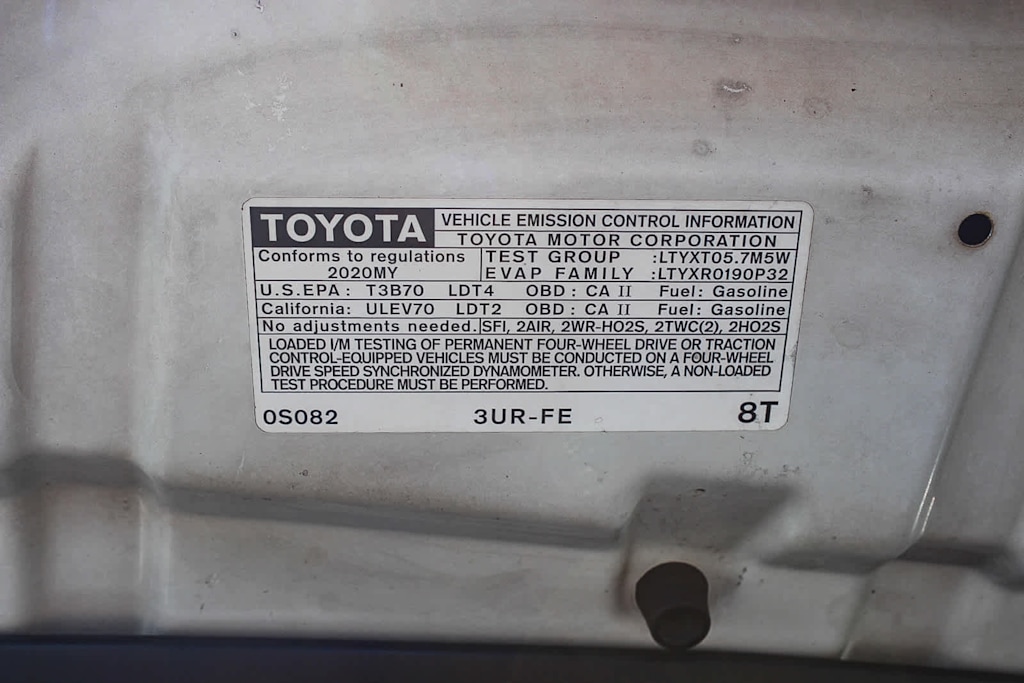 TOYOTA VEHICLE EMISSION CONTROL INFORMATION
TOYOTA MOTOR CORPORATION
Conforms to regulations TEST GROUP :LTYXT05.7M5W
2020MY EVAP FAMILY :LTYXR0190P32
U.S.EPA: T3B70 LDT4 OBD: CA II Fuel: Gasoline
California: ULEV70 LDT2 OBD: CA II Fuel: Gasoline
No adjustments needed. SFI, 2AIR, 2WR-HO2S, 2TWC(2), 2HO2S
LOADED I/M TESTING OF PERMANENT FOUR-WHEEL DRIVE OR TRACTION
CONTROL-EQUIPPED VEHICLES MUST BE CONDUCTED ON A FOUR-WHEEL
DRIVE SPEED SYNCHRONIZED DYNAMOMETER. OTHERWISE, A NON-LOADED
TEST PROCEDURE MUST BE PERFORMED.
0S082 3UR-FE 8T